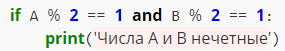 if A % 2 == 1 and B % 2 == 1:
print('Числа A и B нечетные')